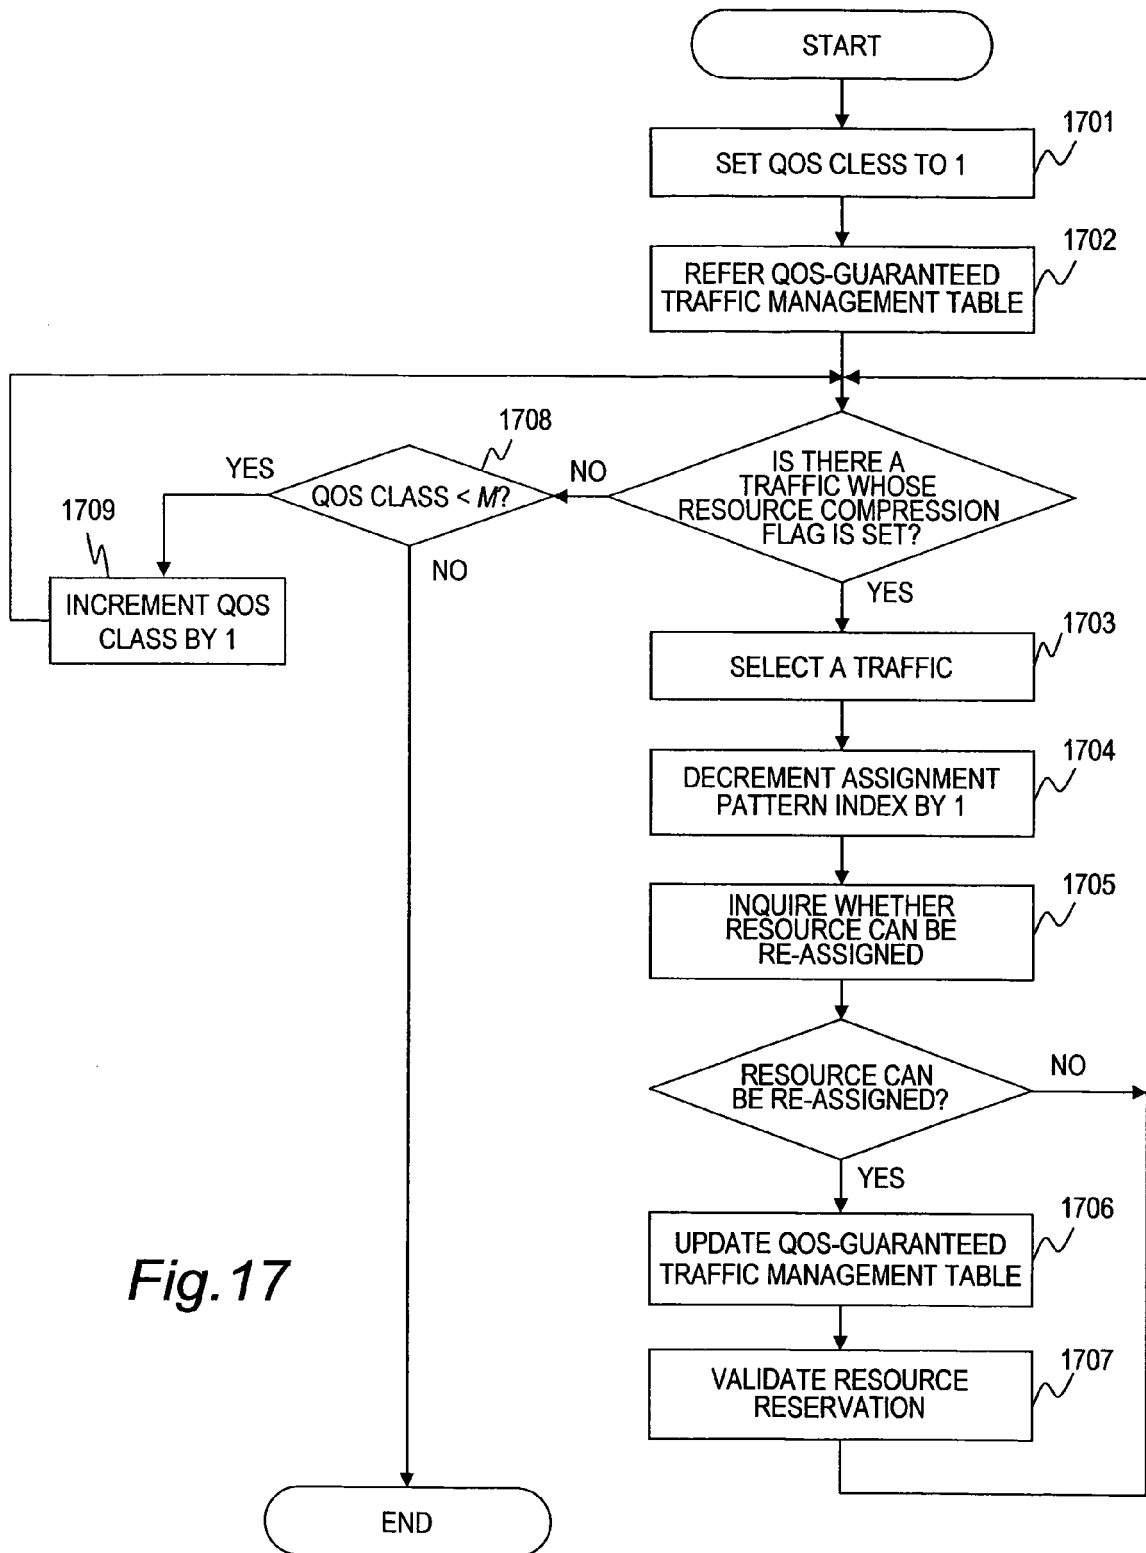 START
1701
SET QOS CLESS TO 1
1702
REFER QOS-GUARANTEED
TRAFFIC MANAGEMENT TABLE
1708
YES
QOS CLASS < M?
NO
IS THERE A
TRAFFIC WHOSE
RESOURCE COMPRESSION
FLAG IS SET?
1709
NO
YES
INCREMENT QOS
CLASS BY 1
1703
SELECT A TRAFFIC
1704
DECREMENT ASSIGNMENT
PATTERN INDEX BY 1
1705
INQUIRE WHETHER
RESOURCE CAN BE
RE-ASSIGNED
RESOURCE CAN
BE RE-ASSIGNED?
NO
YES
1706
UPDATE QOS-GUARANTEED
TRAFFIC MANAGEMENT TABLE
Fig.17
1707
VALIDATE RESOURCE
RESERVATION
END